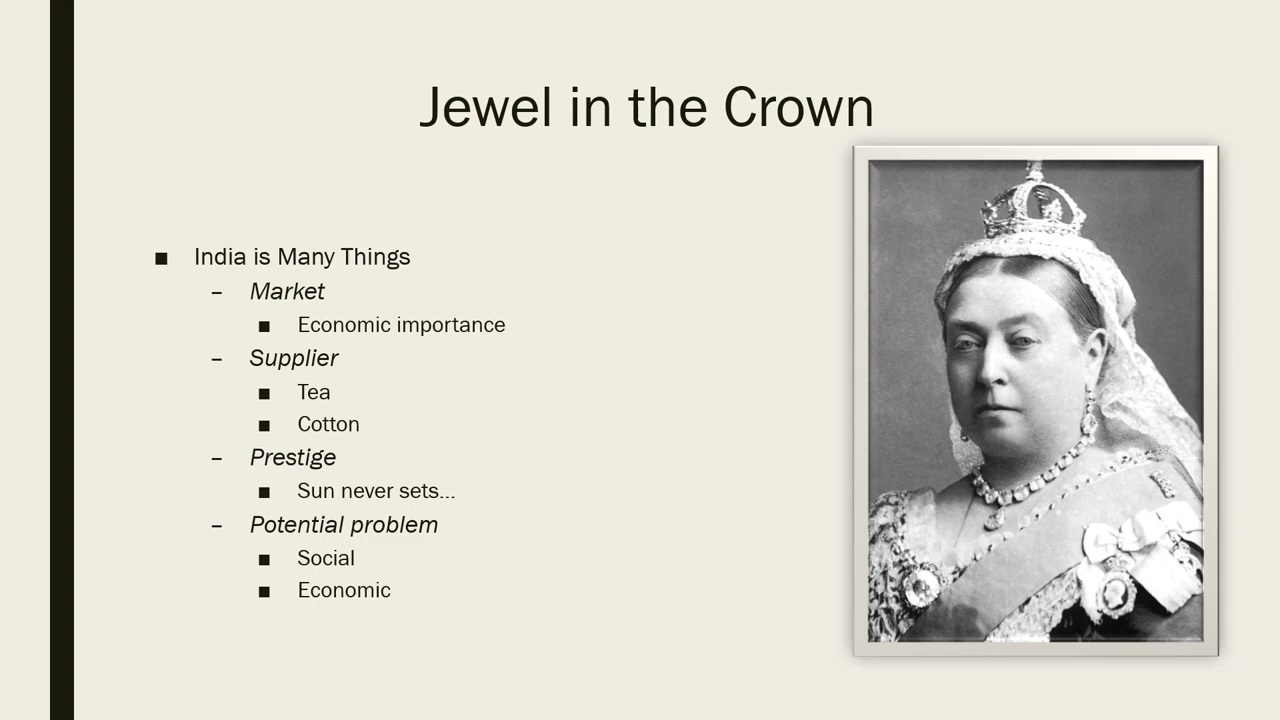 Jewel in the Crown
■ India is Many Things
– Market
■ Economic importance
– Supplier
■ Tea
■ Cotton
– Prestige
■ Sun never sets...
– Potential problem
■ Social
■ Economic